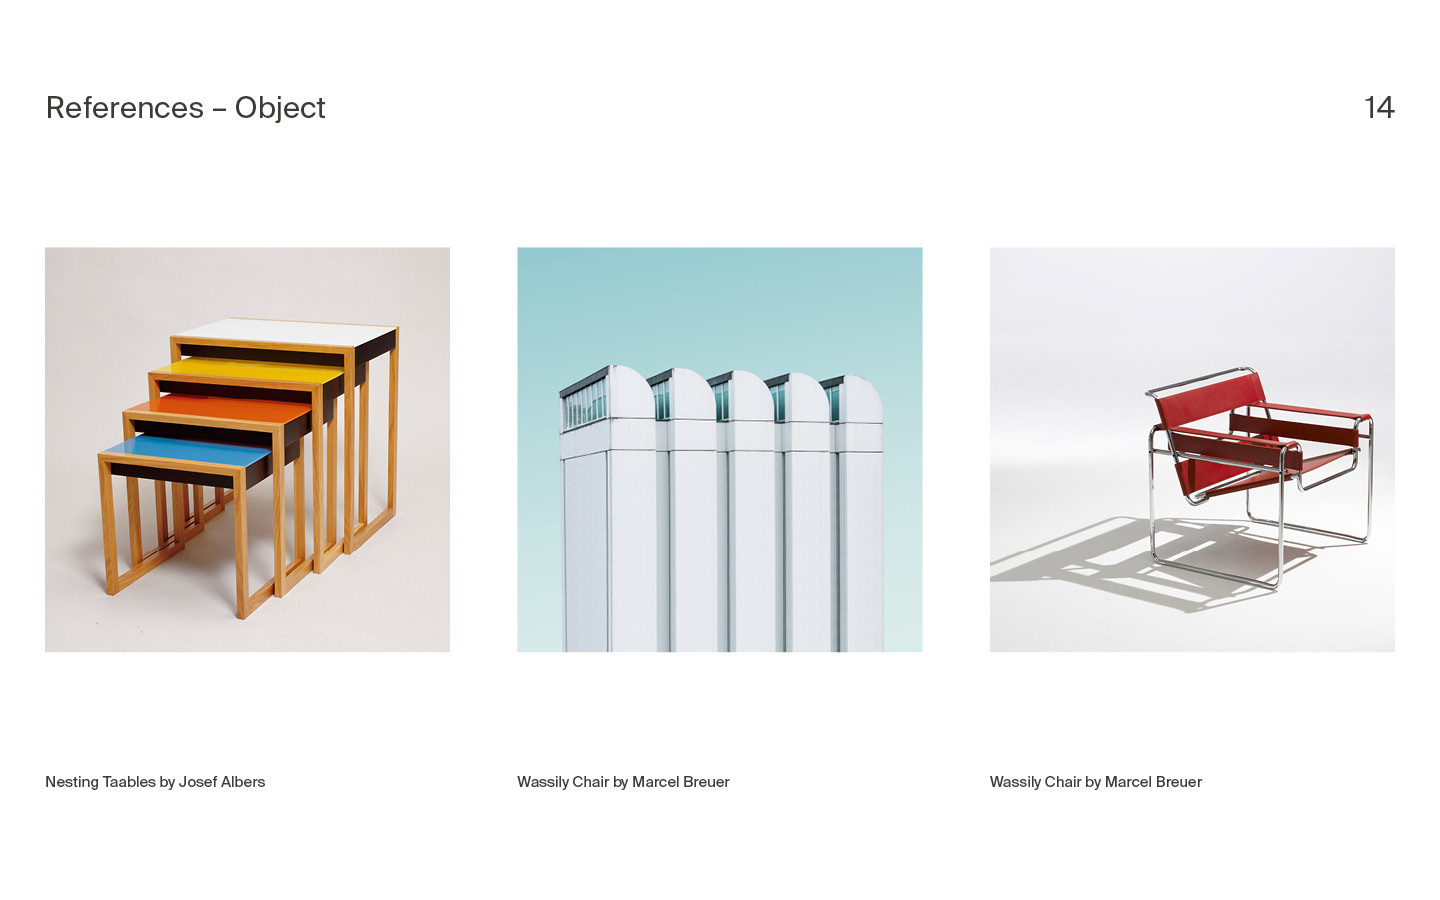 References – Object
14
Nesting Taables by Josef Albers
Wassily Chair by Marcel Breuer
Wassily Chair by Marcel Breuer